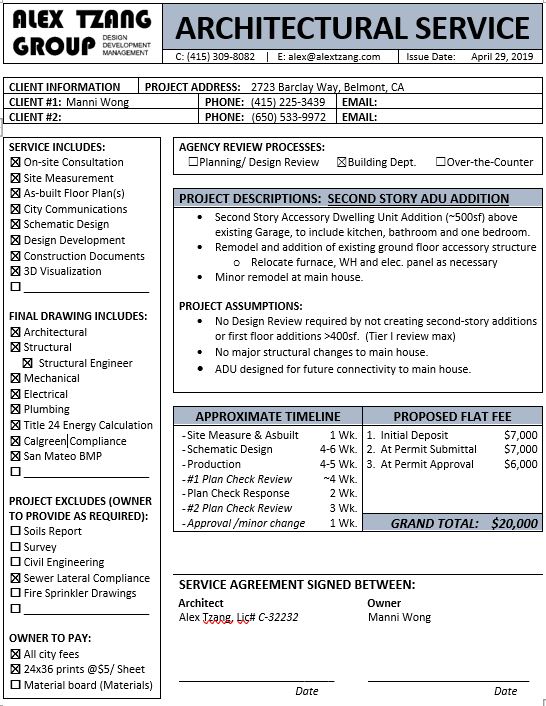 ALEX TZANG
GROUP
DESIGN
DEVELOPMENT
MANAGEMENT
ARCHITECTURAL SERVICE
C: (415) 309-8082 | E: alex@alextzang.com Issue Date: April 29, 2019
CLIENT INFORMATION PROJECT ADDRESS: 2723 Barclay Way, Belmont, CA
CLIENT #1: Manni Wong PHONE: (415) 225-3439 EMAIL:
CLIENT #2: PHONE: (650) 533-9972 EMAIL:
SERVICE INCLUDES:
☒ On-site Consultation
☒ Site Measurement
☒ As-built Floor Plan(s)
☒ City Communications
☒ Schematic Design
☒ Design Development
☒ Construction Documents
☒ 3D Visualization
☐ ____________________
FINAL DRAWING INCLUDES:
☒ Architectural
☒ Structural
☒ Structural Engineer
☒ Mechanical
☒ Electrical
☒ Plumbing
☒ Title 24 Energy Calculation
☒ Calgreen Compliance
☒ San Mateo BMP
☐ ____________________
PROJECT EXCLUDES (OWNER
TO PROVIDE AS REQUIRED):
☐ Soils Report
☐ Survey
☐ Civil Engineering
☒ Sewer Lateral Compliance
☐ Fire Sprinkler Drawings
☐ ____________________
OWNER TO PAY:
☒ All city fees
☒ 24x36 prints @$5/ Sheet
☐ Material board (Materials)
AGENCY REVIEW PROCESSES:
☐Planning/ Design Review ☒Building Dept. ☐Over-the-Counter
PROJECT DESCRIPTIONS: SECOND STORY ADU ADDITION
• Second Story Accessory Dwelling Unit Addition (~500sf) above
existing Garage, to include kitchen, bathroom and one bedroom.
• Remodel and addition of existing ground floor accessory structure
o Relocate furnace, WH and elec. panel as necessary
• Minor remodel at main house.
PROJECT ASSUMPTIONS:
• No Design Review required by not creating second-story additions
or first floor additions >400sf. (Tier I review max)
• No major structural changes to main house.
• ADU designed for future connectivity to main house.
APPROXIMATE TIMELINE
-Site Measure & Asbuilt 1 Wk.
-Schematic Design 4-6 Wk.
-Production 4-5 Wk.
-#1 Plan Check Review ~4 Wk.
-Plan Check Response 2 Wk.
-#2 Plan Check Review 3 Wk.
-Approval /minor change 1 Wk.
PROPOSED FLAT FEE
1. Initial Deposit $7,000
2. At Permit Submittal $7,000
3. At Permit Approval $6,000
GRAND TOTAL: $20,000
SERVICE AGREEMENT SIGNED BETWEEN:
Architect Owner
Alex Tzang, Lic# C-32232 Manni Wong
Date Date